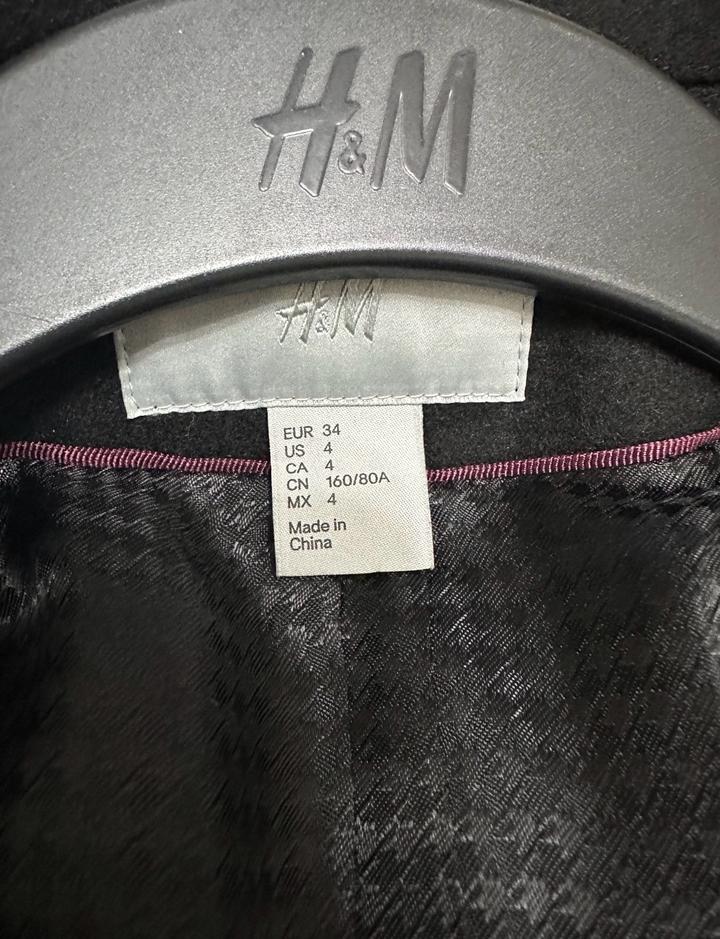 H&M
H&M
EUR 34
US 4
CA 4
CN 160/80A
MX 4
Made in
China